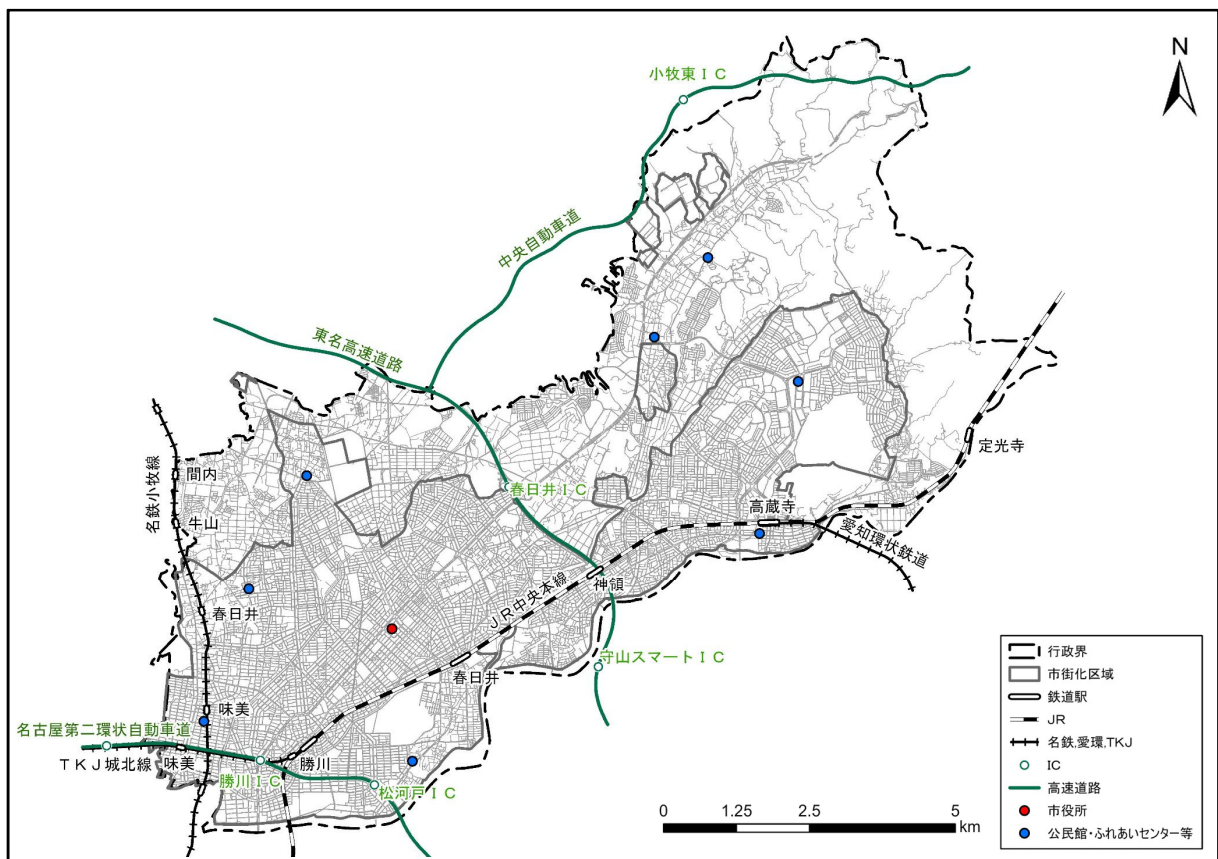 N
小牧東ＩＣ
中央自動車道
東名高速道路
名鉄小牧線
間内
牛山
春日井ＩＣ
定光寺
高蔵寺
愛知環状鉄道
ＪＲ中央本線
神領
春日井
守山スマートＩＣ
春日井
味美
名古屋第二環状自動車道
ＴＫＪ城北線
味美
勝川
勝川ＩＣ
松河戸ＩＣ
行政界
市街化区域
鉄道駅
JR
名鉄,愛環,TKJ
IC
高速道路
市役所
公民館・ふれあいセンター等
0 1.25 2.5 5
km